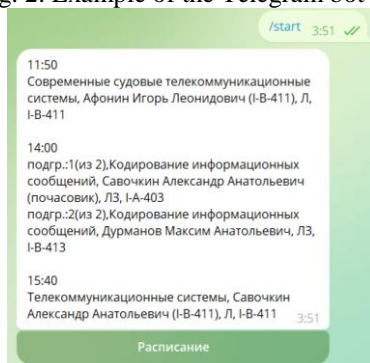 g. 2. Example of the Telegram bot
/start 3:51
11:50
Современные судовые телекоммуникационные
системы, Афонин Игорь Леонидович (I-В-411), Л,
I-В-411
14:00
подгр.:1(из 2),Кодирование информационных
сообщений, Савочкин Александр Анатольевич
(почасовик), ЛЗ, I-А-403
подгр.:2(из 2),Кодирование информационных
сообщений, Дурманов Максим Анатольевич, ЛЗ,
I-В-413
15:40
Телекоммуникационные системы, Савочкин
Александр Анатольевич (I-В-411), Л, I-В-411
3:51
Расписание